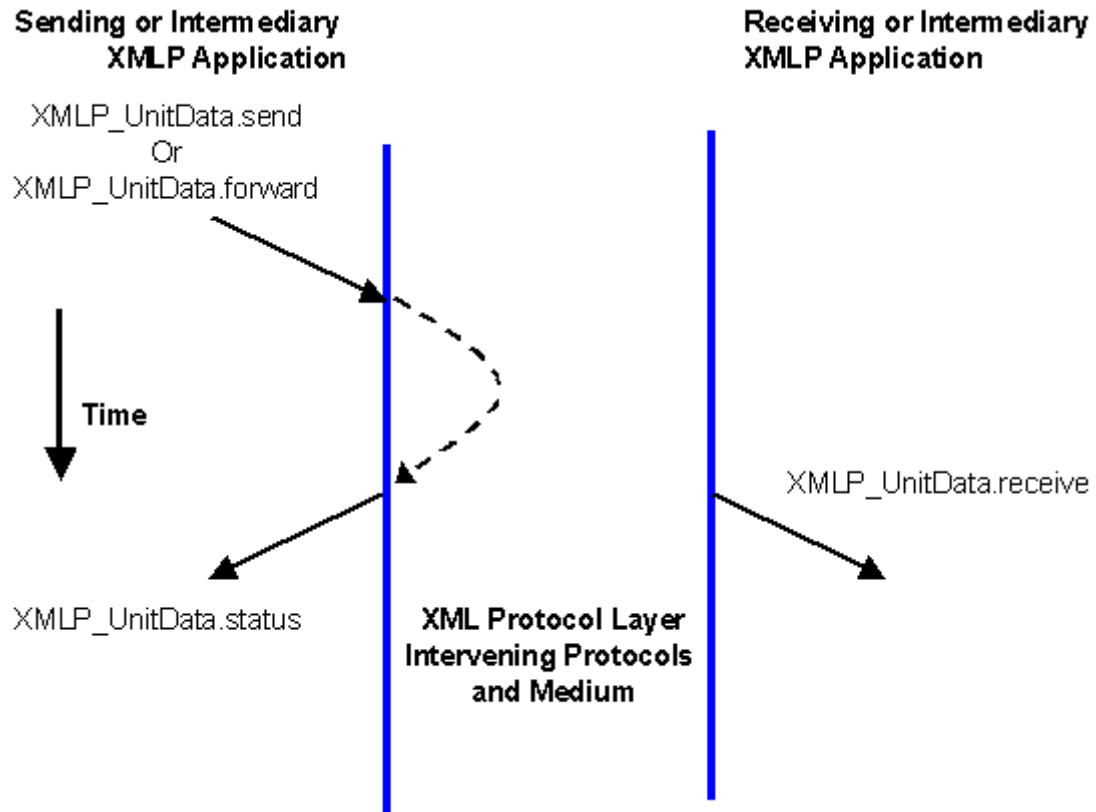 Sending or Intermediary
XMLP Application
Receiving or Intermediary
XMLP Application
XMLP_UnitData.send
Or
XMLP_UnitData.forward
Time
XMLP_UnitData.receive
XMLP_UnitData.status
XML Protocol Layer
Intervening Protocols
and Medium